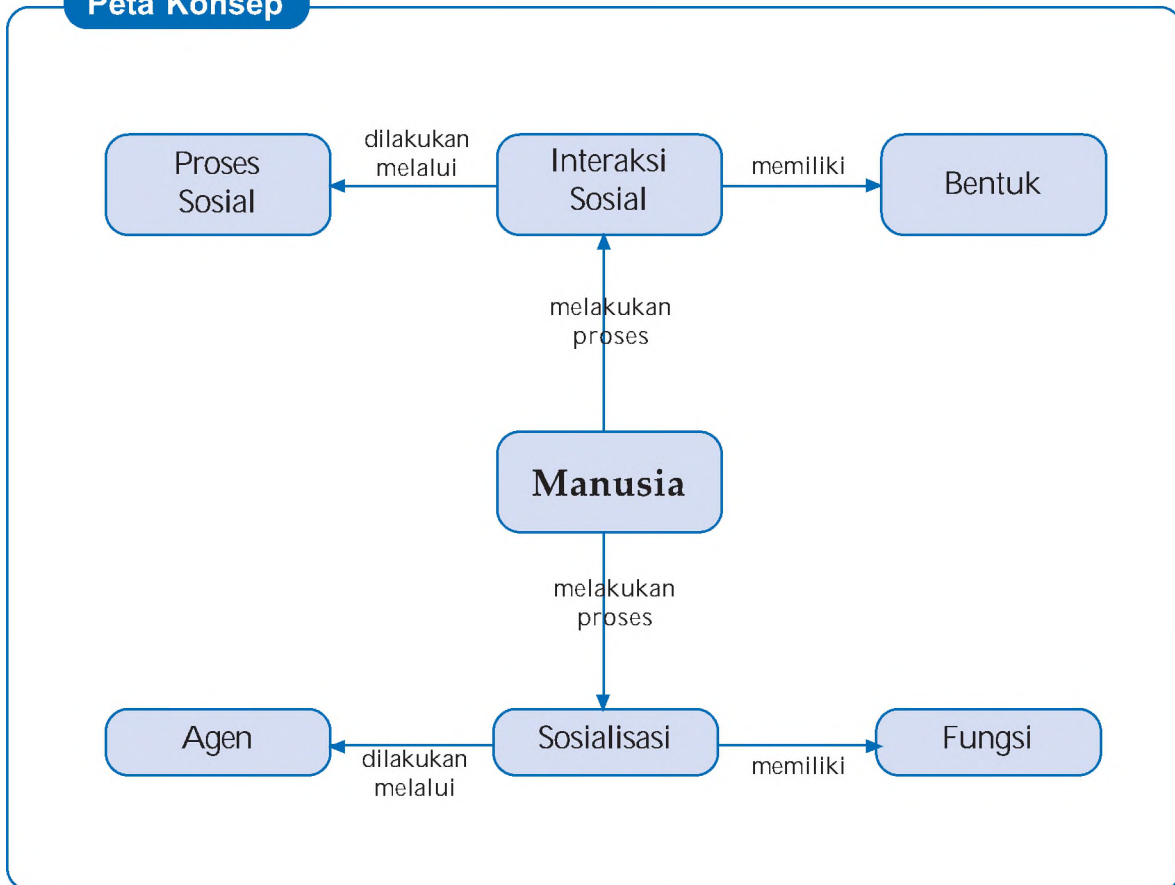 Peta Konsep
Proses
Sosial
dilakukan
melalui
Interaksi
Sosial
memiliki
Bentuk
melakukan
proses
Manusia
melakukan
proses
Agen
dilakukan
melalui
Sosialisasi
memiliki
Fungsi